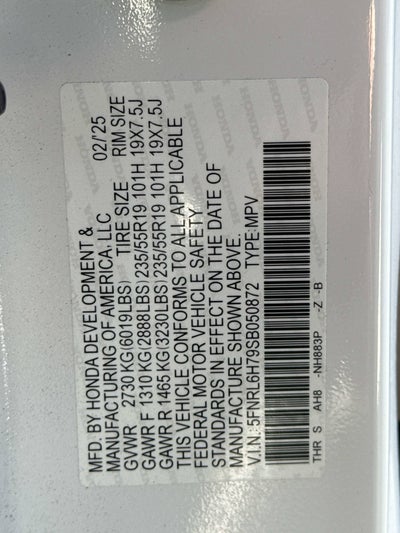 MFD. BY HONDA DEVELOPMENT & 02/'25
MANUFACTURING OF AMERICA, LLC
GVWR 2730 KG(6019LBS) TIRE SIZE RIM SIZE
GAWR F 1310 KG(2888LBS) 235/55R19 101H 19X7.5J
GAWR R 1465 KG(3230LBS) 235/55R19 101H 19X7.5J
THIS VEHICLE CONFORMS TO ALL APPLICABLE
FEDERAL MOTOR VEHICLE SAFETY
STANDARDS IN EFFECT ON THE DATE OF
MANUFACTURE SHOWN ABOVE.
V.I.N.: 5FNRL6H79SB050872 TYPE:MPV
THR S AH8 -NH883P -Z -B